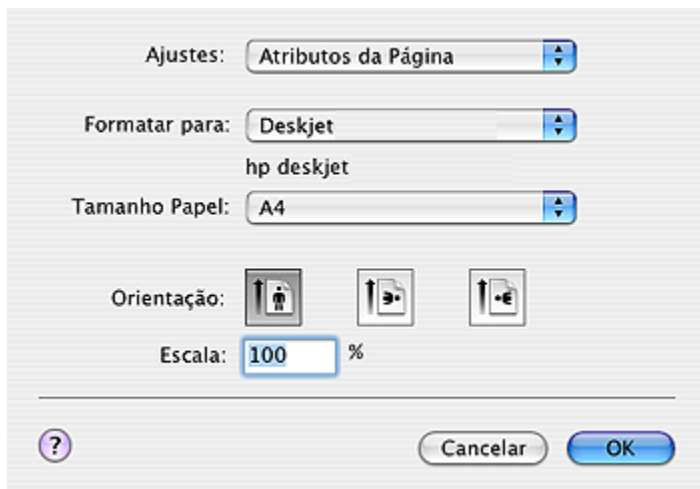 Ajustes: Atributos da Página
Formatar para: Deskjet
hp deskjet
Tamanho Papel: A4
Orientação:
Escala: 100 %
? Cancelar OK